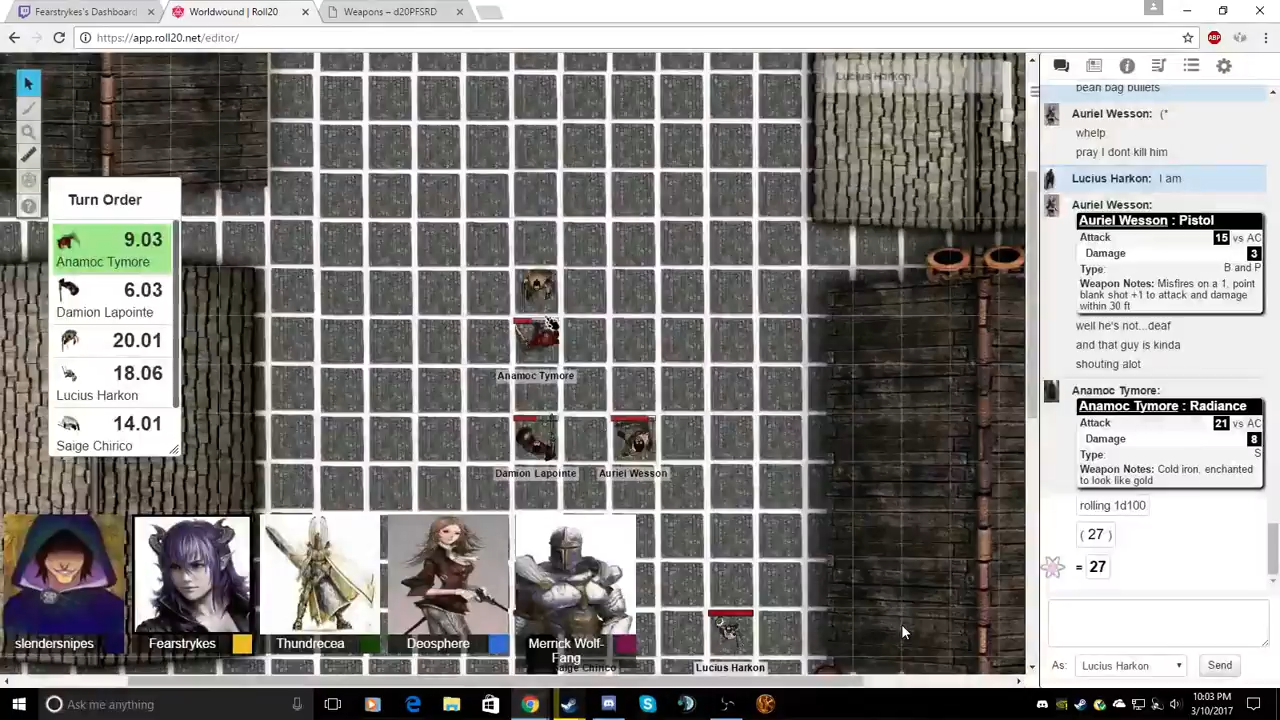 Fearstrykes's Dashboard
Worldwound | Roll20
Weapons – d20PFSRD
https://app.roll20.net/editor/
ABP
Lucius Harkon
Turn Order
9.03
Anamoc Tymore
6.03
Damion Lapointe
20.01
18.06
Lucius Harkon
14.01
Saige Chirico
Anamoc Tymore
Damion Lapointe
Auriel Wesson
Saige Chirico
Lucius Harkon
slendersnipes
Fearstrykes
Thundrecea
Deosphere
Merrick Wolf-
Fang
bean bag bullets
Auriel Wesson: (*
whelp
pray I dont kill him
Lucius Harkon: I am
Auriel Wesson:
Auriel Wesson : Pistol
Attack 15 vs AC
Damage 3
Type: B and P
Weapon Notes: Misfires on a 1, point
blank shot +1 to attack and damage
within 30 ft
well he's not...deaf
and that guy is kinda
shouting alot
Anamoc Tymore:
Anamoc Tymore : Radiance
Attack 21 vs AC
Damage 8
Type: S
Weapon Notes: Cold iron, enchanted
to look like gold
rolling 1d100
( 27 )
= 27
As: Lucius Harkon Send
Ask me anything
10:03 PM
3/10/2017